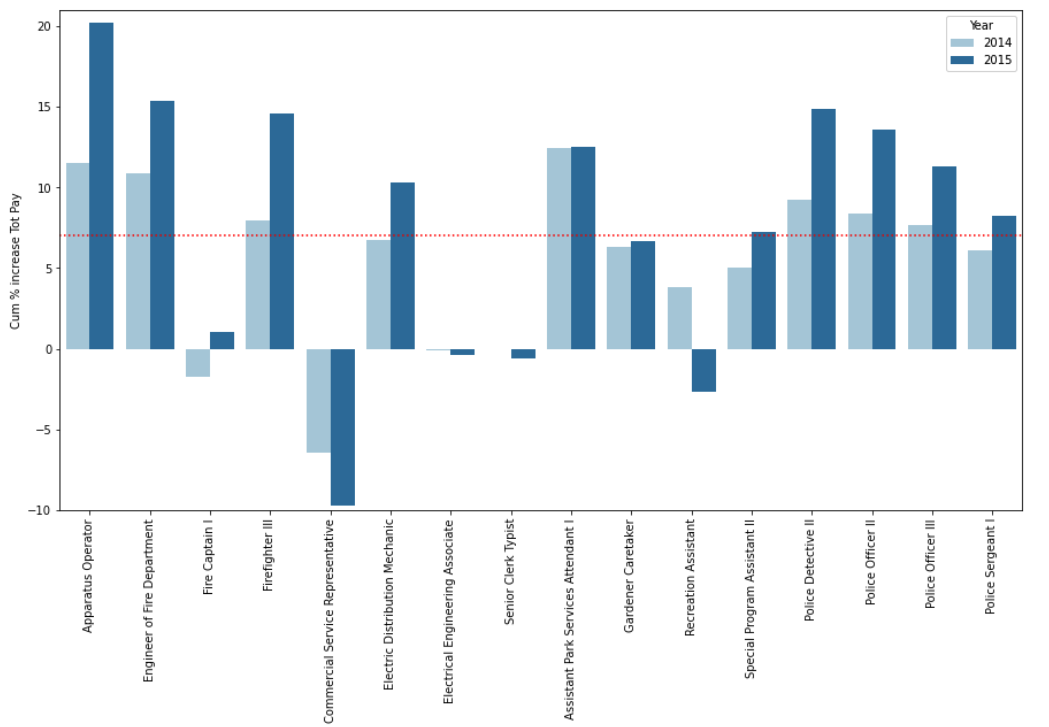 Year
2014
2015
Cum % increase Tot Pay
20
15
10
5
0
−5
−10
Apparatus Operator
Engineer of Fire Department
Fire Captain I
Firefighter III
Commercial Service Representative
Electric Distribution Mechanic
Electrical Engineering Associate
Senior Clerk Typist
Assistant Park Services Attendant I
Gardener Caretaker
Recreation Assistant
Special Program Assistant II
Police Detective II
Police Officer II
Police Officer III
Police Sergeant I